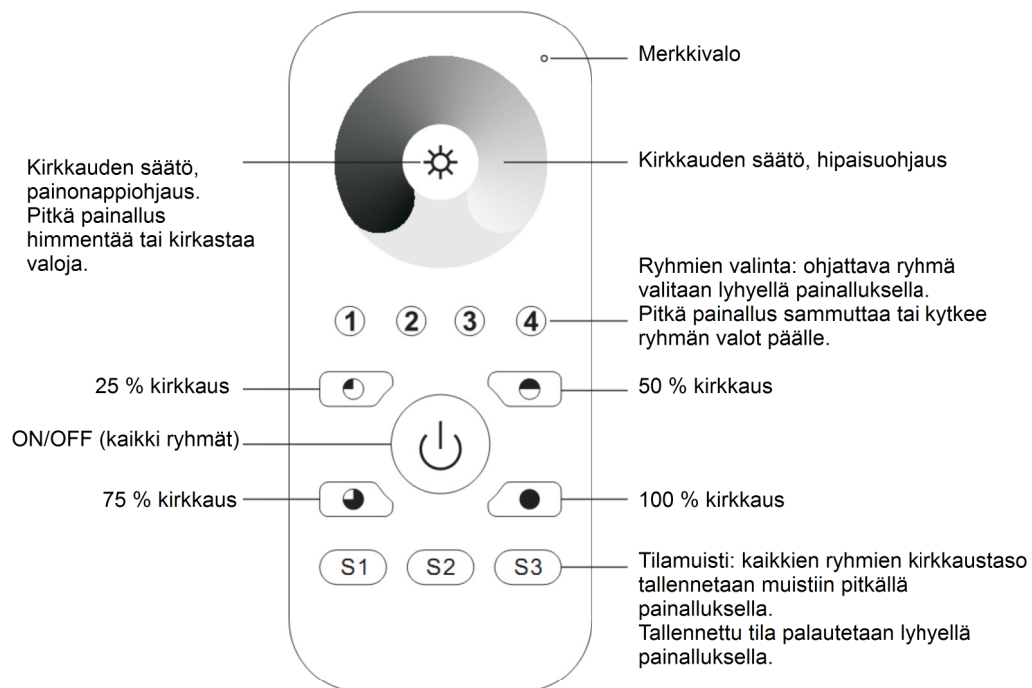 Merkkivalo
Kirkkauden säätö,
painonappiohjaus.
Pitkä painallus
himmentää tai kirkastaa
valoja.
Kirkkauden säätö, hipaisuohjaus
Ryhmien valinta: ohjattava ryhmä
valitaan lyhyellä painalluksella.
Pitkä painallus sammuttaa tai kytkee
ryhmän valot päälle.
1 2 3 4
25 % kirkkaus
50 % kirkkaus
ON/OFF (kaikki ryhmät)
75 % kirkkaus
100 % kirkkaus
S1 S2 S3
Tilamuisti: kaikkien ryhmien kirkkaustaso
tallennetaan muistiin pitkällä
painalluksella.
Tallennettu tila palautetaan lyhyellä
painalluksella.